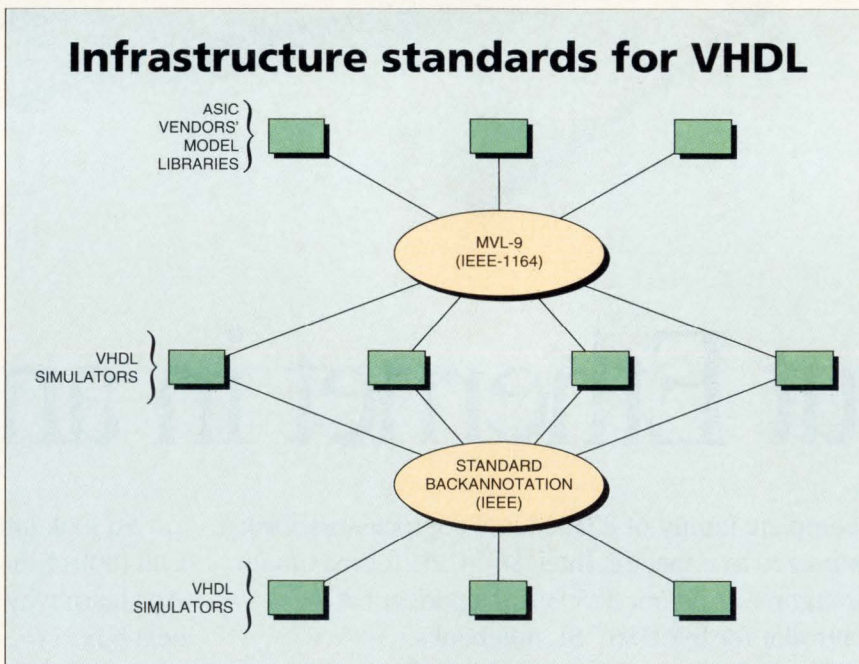 Infrastructure standards for VHDL
ASIC
VENDORS'
MODEL
LIBRARIES
MVL-9
(IEEE-1164)
VHDL
SIMULATORS
STANDARD
BACKANNOTATION
(IEEE)
VHDL
SIMULATORS